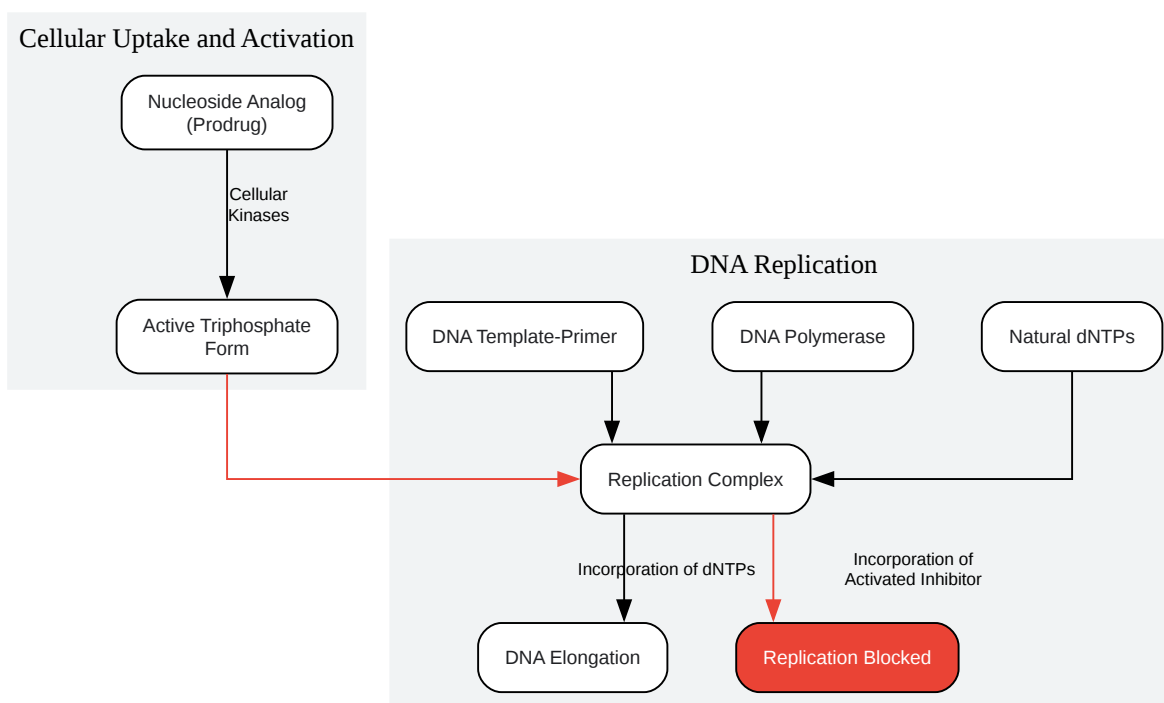 Cellular Uptake and Activation
Nucleoside Analog
(Prodrug)
Cellular
Kinases
Active Triphosphate
Form
DNA Replication
DNA Template-Primer
DNA Polymerase
Natural dNTPs
Replication Complex
Incorporation of dNTPs
Incorporation of
Activated Inhibitor
DNA Elongation
Replication Blocked